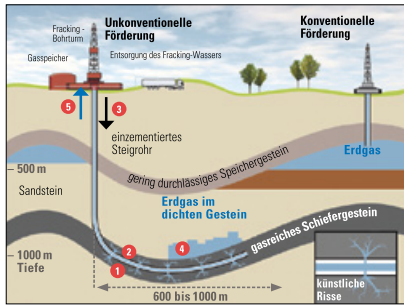 Fracking-
Bohrturm
Unkonventionelle
Förderung
Konventionelle
Förderung
Gasspeicher
Entsorgung des Fracking-Wassers
5
3
einzementiertes
Steigrohr
gering durchlässiges Speichergestein
Erdgas
500 m
Sandstein
Erdgas im
dichten Gestein
gasreiches Schiefergestein
4
2
1
1000 m
Tiefe
künstliche
Risse
600 bis 1000 m